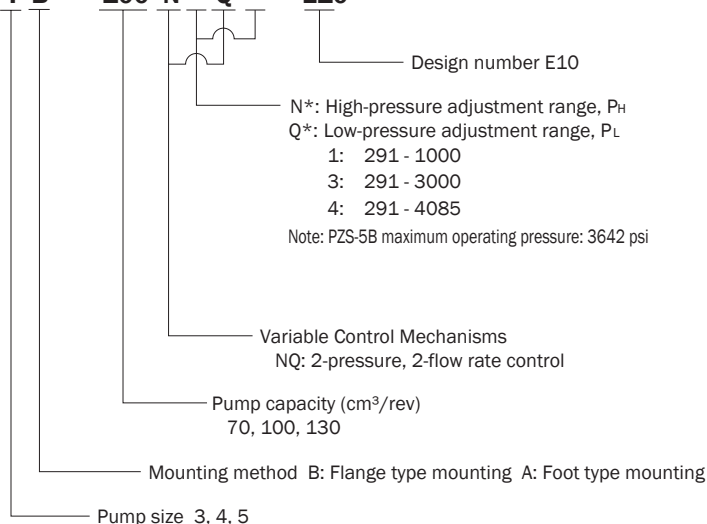 Design number E10
N*: High-pressure adjustment range, PH
Q*: Low-pressure adjustment range, PL
1: 291 - 1000
3: 291 - 3000
4: 291 - 4085
Note: PZS-5B maximum operating pressure: 3642 psi
Variable Control Mechanisms
NQ: 2-pressure, 2-flow rate control
Pump capacity (cm³/rev)
70, 100, 130
Mounting method B: Flange type mounting A: Foot type mounting
Pump size 3, 4, 5